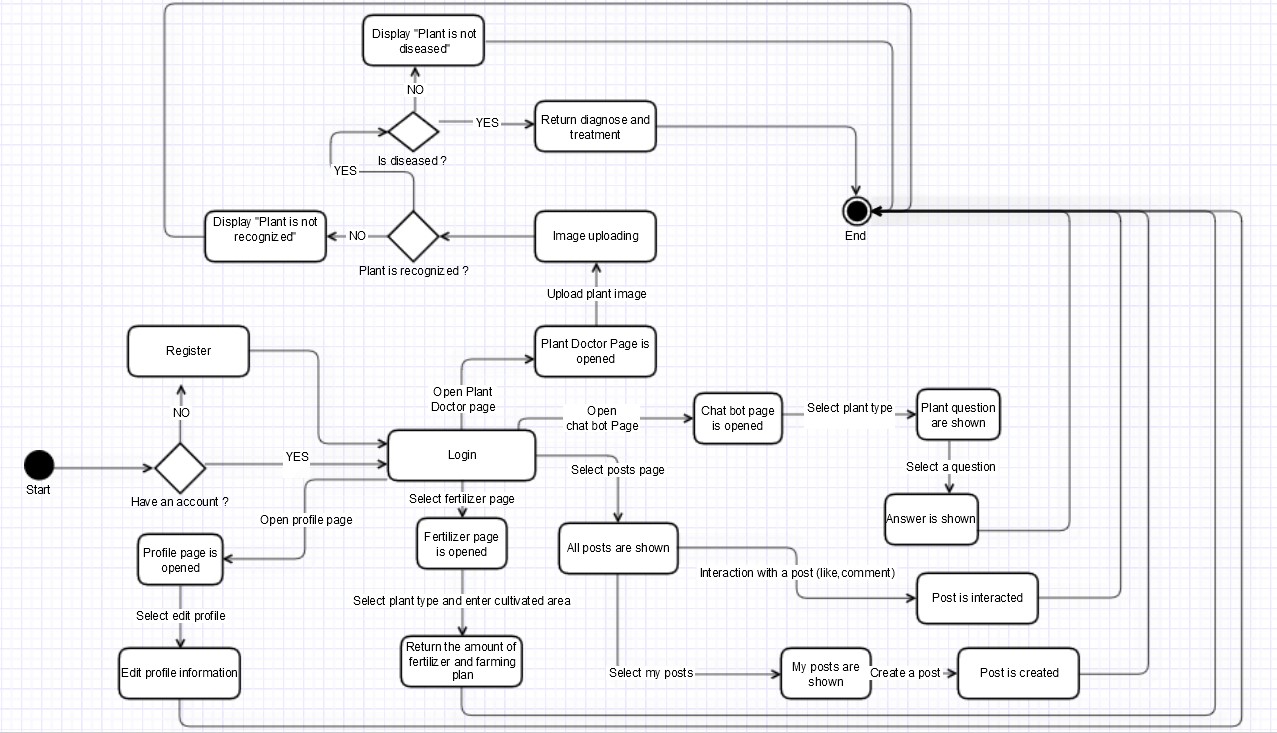 Display "Plant is not
diseased"
NO
YES
Return diagnose and
treatment
Is diseased ?
YES
Display "Plant is not
recognized"
NO
Image uploading
End
Plant is recognized ?
Upload plant image
Register
Plant Doctor Page is
opened
Open Plant
Doctor page
NO
Open
chat bot Page
Chat bot page
is opened
Select plant type
Plant question
are shown
YES
Login
Select posts page
Select a question
Start
Have an account ?
Select fertilizer page
Open profile page
Answer is shown
Profile page is
opened
Fertilizer page
is opened
All posts are shown
Interaction with a post (like,comment)
Select plant type and enter cultivated area
Post is interacted
Select edit profile
Edit profile information
Return the amount of
fertilizer and farming
plan
Select my posts
My posts are
shown
Create a post
Post is created